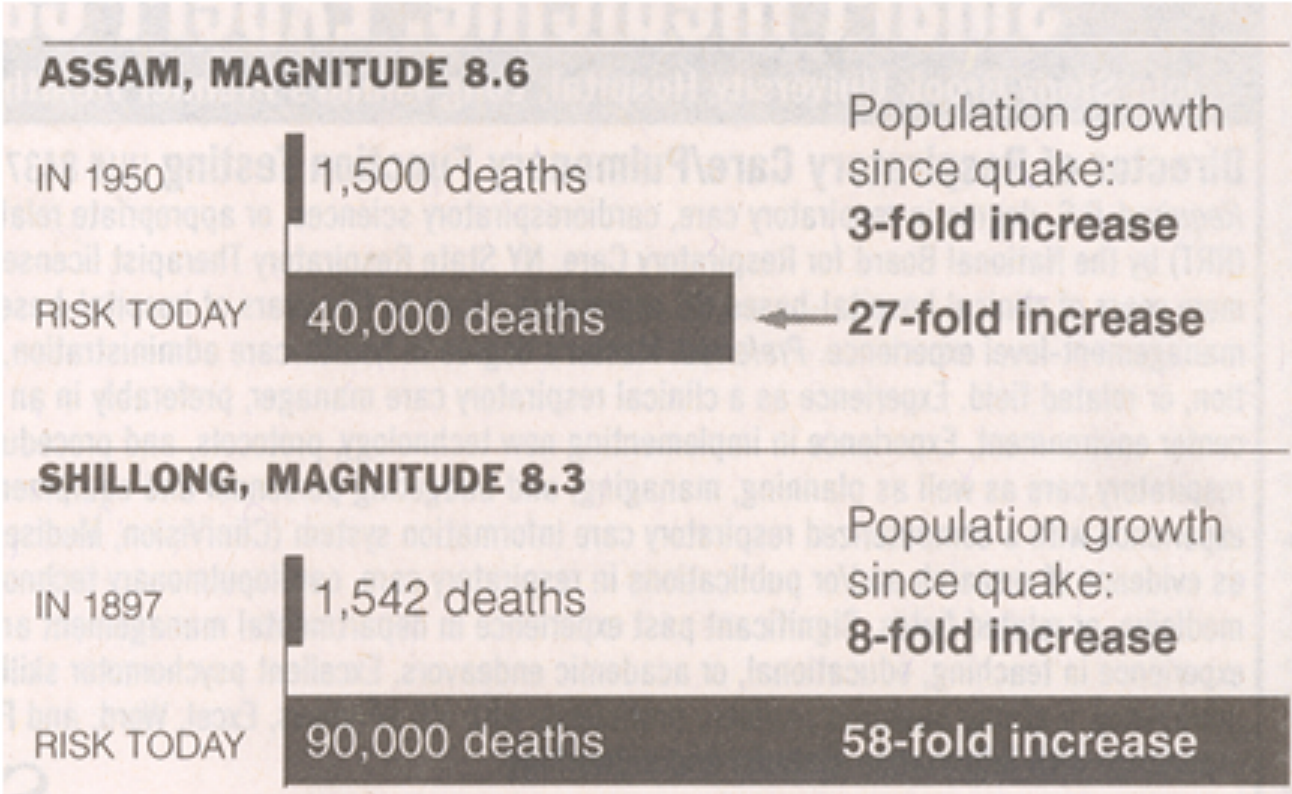 ASSAM, MAGNITUDE 8.6
Population growth
since quake:
3-fold increase
IN 1950 1,500 deaths
RISK TODAY 40,000 deaths 27-fold increase
SHILLONG, MAGNITUDE 8.3
Population growth
since quake:
8-fold increase
IN 1897 1,542 deaths
RISK TODAY 90,000 deaths 58-fold increase